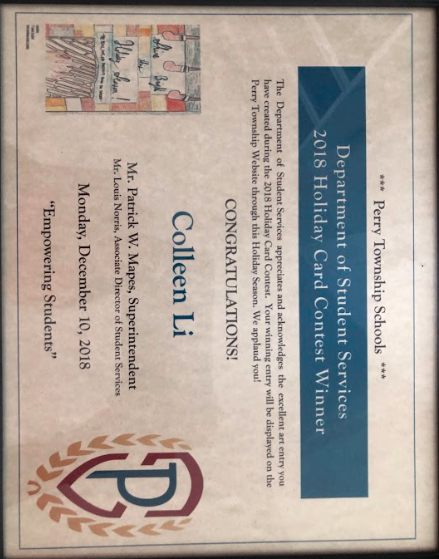 *** Perry Township Schools ***
Department of Student Services
2018 Holiday Card Contest Winner
The Department of Student Services appreciates and acknowledges the excellent art entry you
have created during the 2018 Holiday Card Contest. Your winning entry will be displayed on the
Perry Township Website through this Holiday Season. We applaud you!
CONGRATULATIONS!
Colleen Li
Mr. Patrick W. Mapes, Superintendent
Mr. Louis Norris, Associate Director of Student Services
Monday, December 10, 2018
"Empowering Students"
P